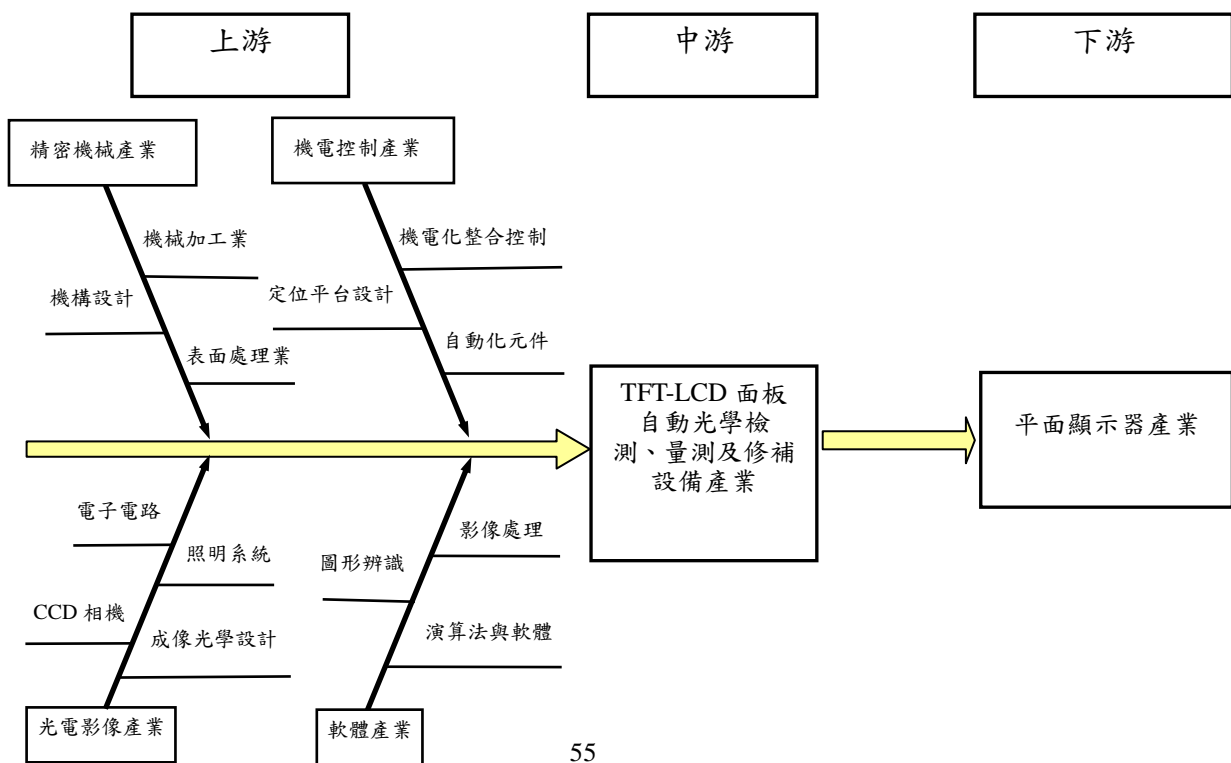 上游
中游
下游
精密機械產業
機電控制產業
機械加工業
機構設計
表面處理業
機電化整合控制
定位平台設計
自動化元件
TFT-LCD 面板
自動光學檢
測、量測及修補
設備產業
平面顯示器產業
電子電路
照明系統
CCD 相機
成像光學設計
影像處理
圖形辨識
演算法與軟體
光電影像產業
軟體產業
55